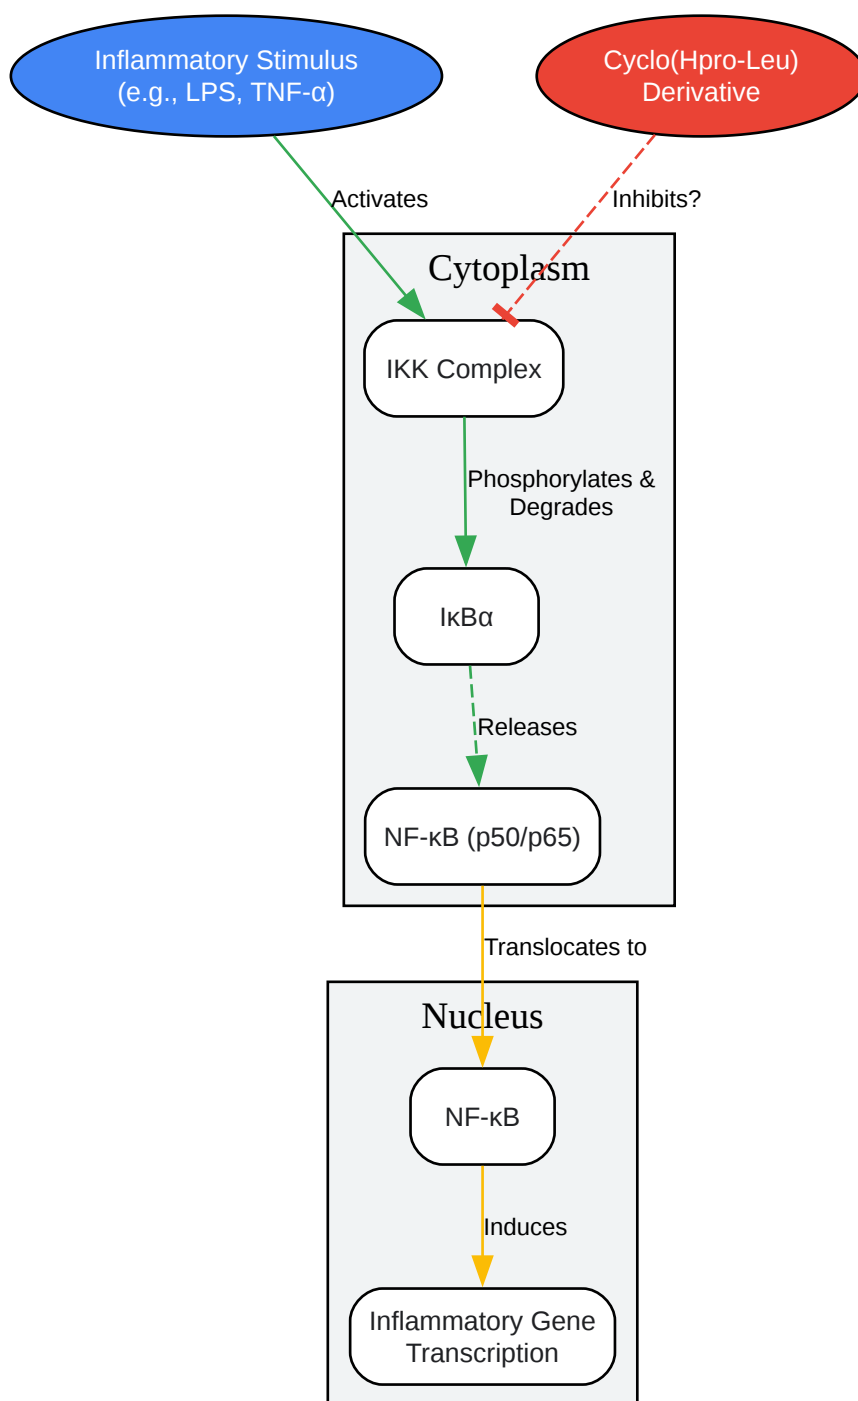 Inflammatory Stimulus
(e.g., LPS, TNF-α)
Cyclo(Hpro-Leu)
Derivative
Activates
Inhibits?
Cytoplasm
IKK Complex
Phosphorylates &
Degrades
IκBα
Releases
NF-κB (p50/p65)
Translocates to
Nucleus
NF-κB
Induces
Inflammatory Gene
Transcription